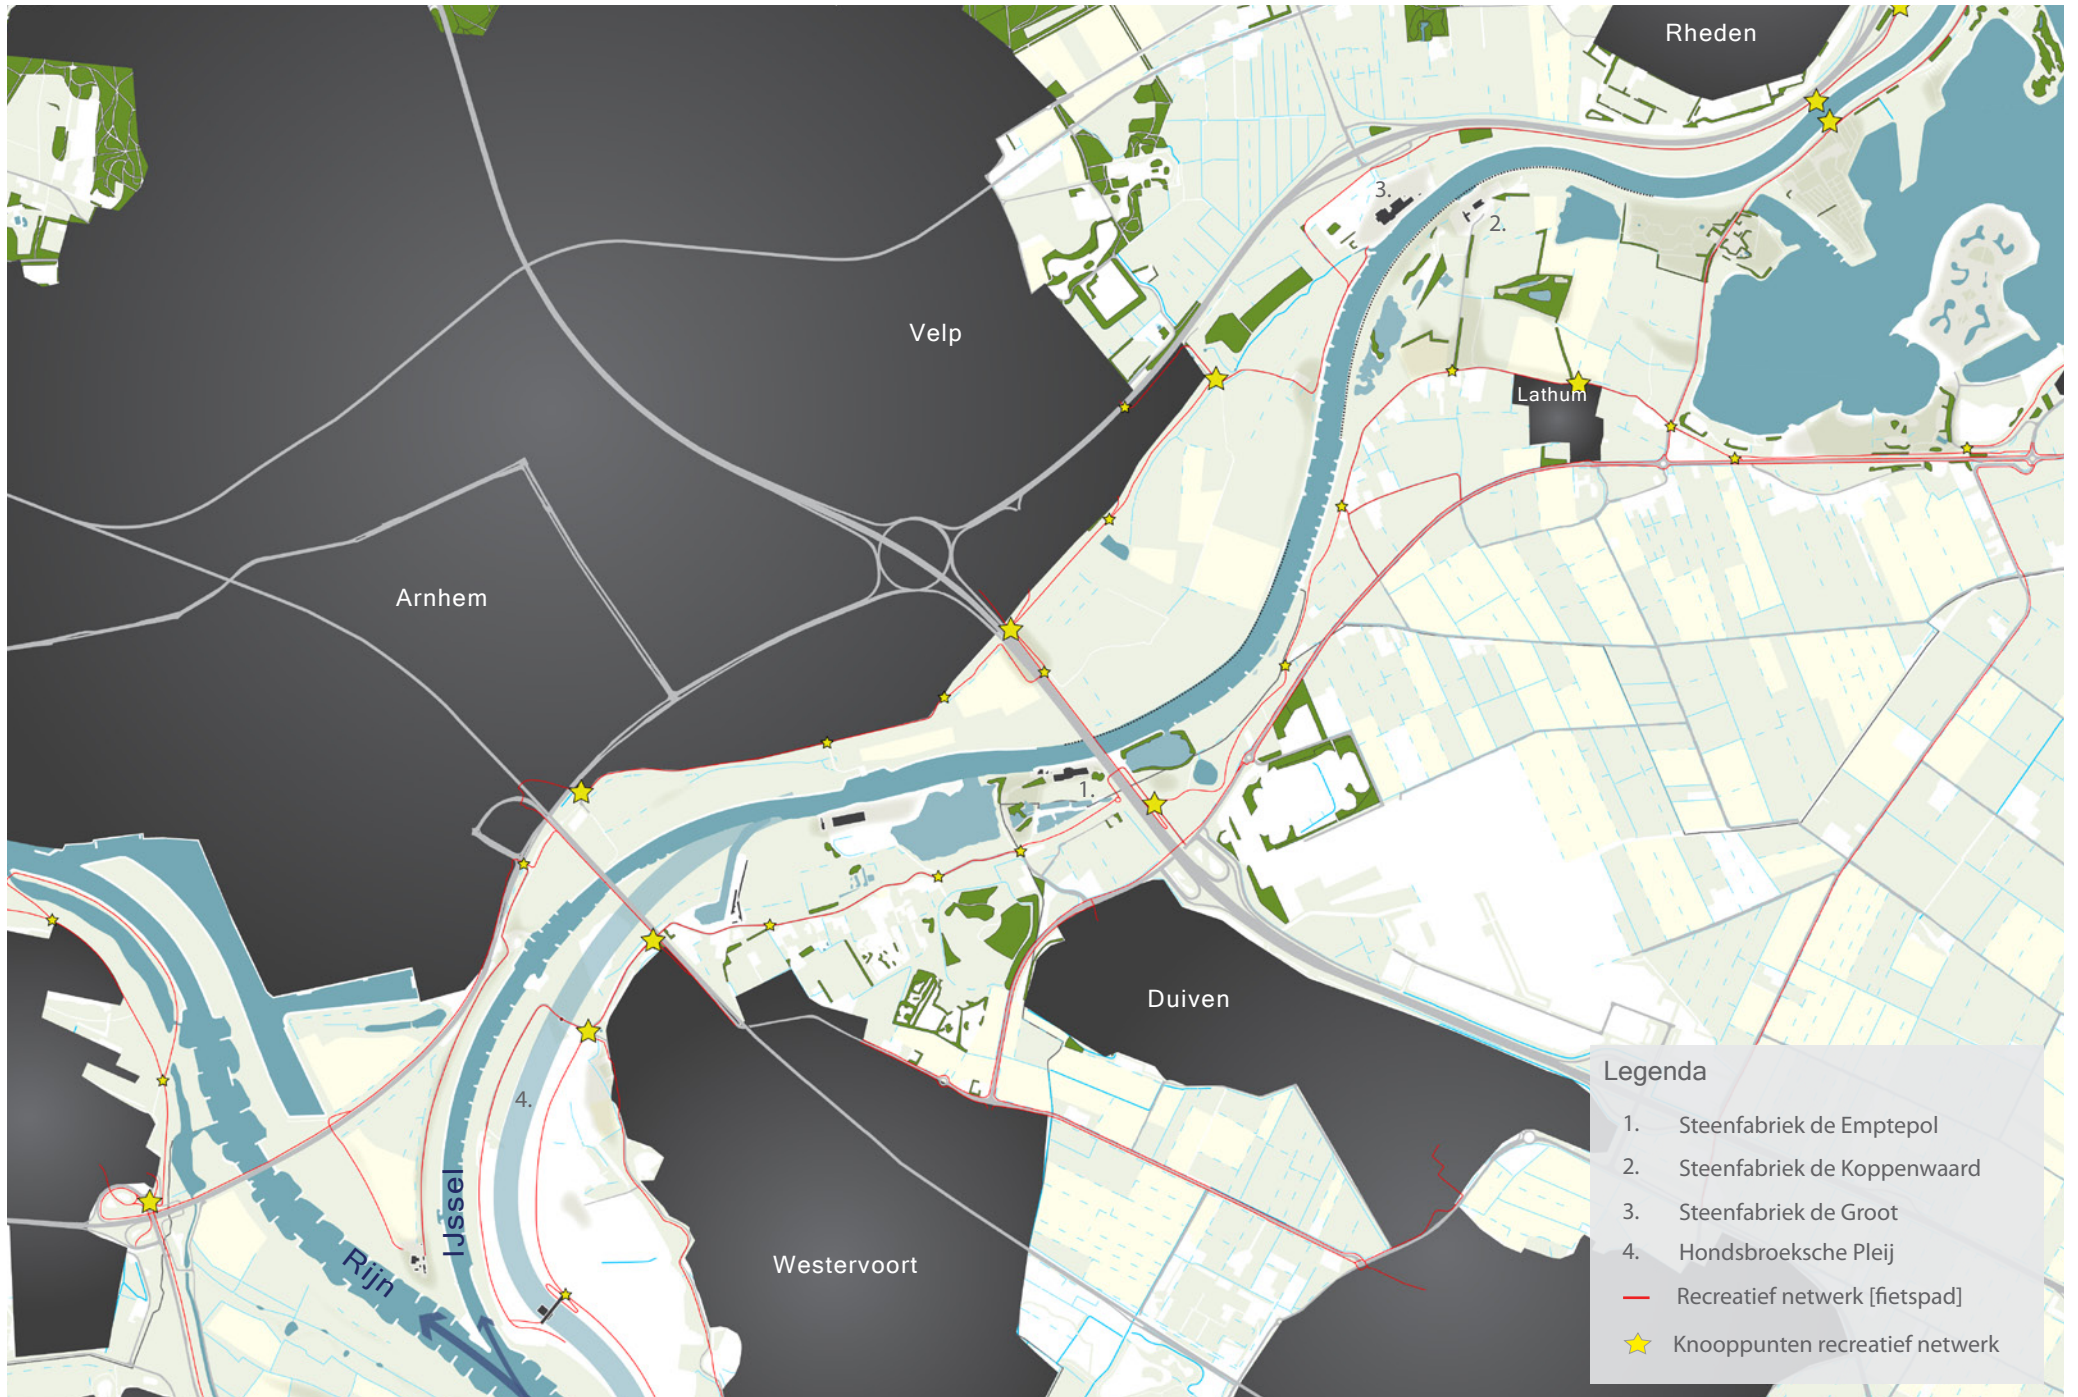 Rheden
3.
2.
Velp
Lathum
Arnhem
1.
Duiven
4.
IJssel
Rijn
Westervoort
Legenda
1. Steenfabriek de Emptepol
2. Steenfabriek de Koppenwaard
3. Steenfabriek de Groot
4. Hondsbroeksche Pleij
Recreatief netwerk [fietspad]
Knooppunten recreatief netwerk